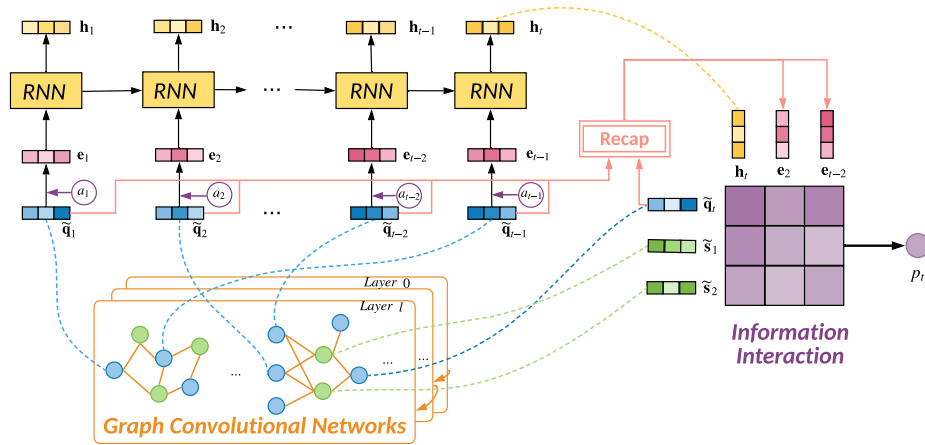 h1 h2 ... ht−1 ht
RNN RNN ... RNN RNN
Recap
e1 e2 et-2 et-1
ht e2 et-2
a1 a2 at-2 at-1
q̃1 q̃2 ... q̃t-2 q̃t-1
q̃t
s̃1
s̃2
pt
Layer 0
Layer l
... ... ...
Information
Interaction
Graph Convolutional Networks